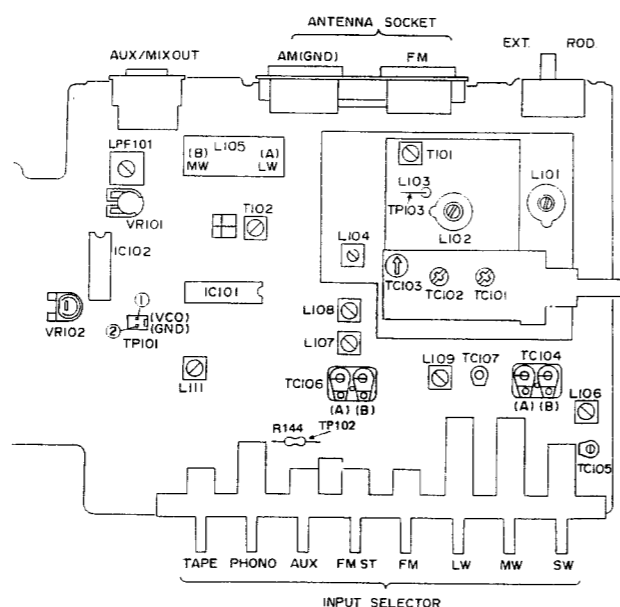 ANTENNA SOCKET
AUX/MIXOUT
AM(GND)
FM
EXT.
ROD
LPF101
L105
(B)
MW
(A)
LW
T101
L103
TP103
L101
VR101
T102
L102
IC102
L104
TC103
TC102
TC101
IC101
①
(VCO)
②
(GND)
TP101
VR102
L108
L107
L111
TC106
(A) (B)
L109
TC107
TC104
(A) (B)
L106
R144
TP102
TC105
TAPE
PHONO
AUX
FM ST
FM
LW
MW
SW
INPUT SELECTOR